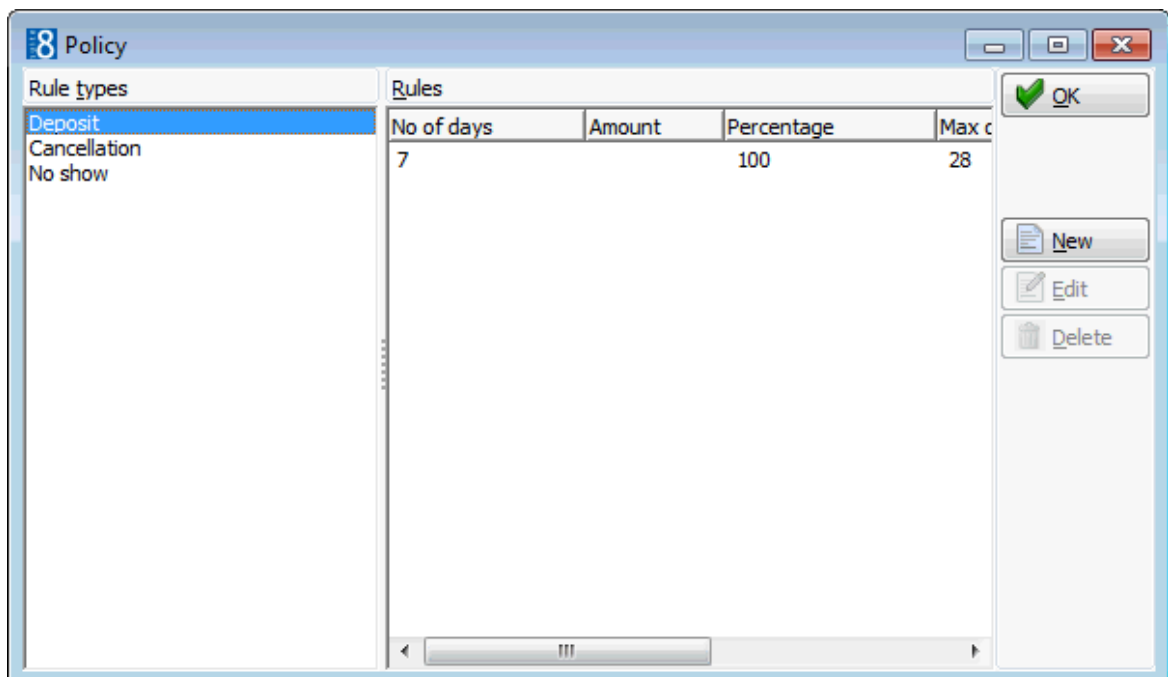 8 Policy
Rule types
Deposit
Cancellation
No show
Rules
No of days Amount Percentage Max
7 100 28
OK
New
Edit
Delete